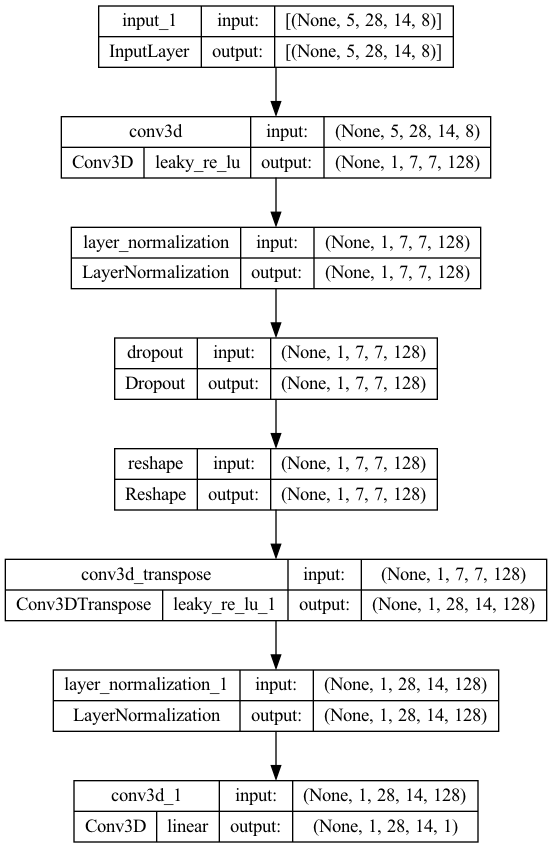 input_1 input: [(None, 5, 28, 14, 8)]
InputLayer output: [(None, 5, 28, 14, 8)]
conv3d input: (None, 5, 28, 14, 8)
Conv3D leaky_re_lu output: (None, 1, 7, 7, 128)
layer_normalization input: (None, 1, 7, 7, 128)
LayerNormalization output: (None, 1, 7, 7, 128)
dropout input: (None, 1, 7, 7, 128)
Dropout output: (None, 1, 7, 7, 128)
reshape input: (None, 1, 7, 7, 128)
Reshape output: (None, 1, 7, 7, 128)
conv3d_transpose input: (None, 1, 7, 7, 128)
Conv3DTranspose leaky_re_lu_1 output: (None, 1, 28, 14, 128)
layer_normalization_1 input: (None, 1, 28, 14, 128)
LayerNormalization output: (None, 1, 28, 14, 128)
conv3d_1 input: (None, 1, 28, 14, 128)
Conv3D linear output: (None, 1, 28, 14, 1)